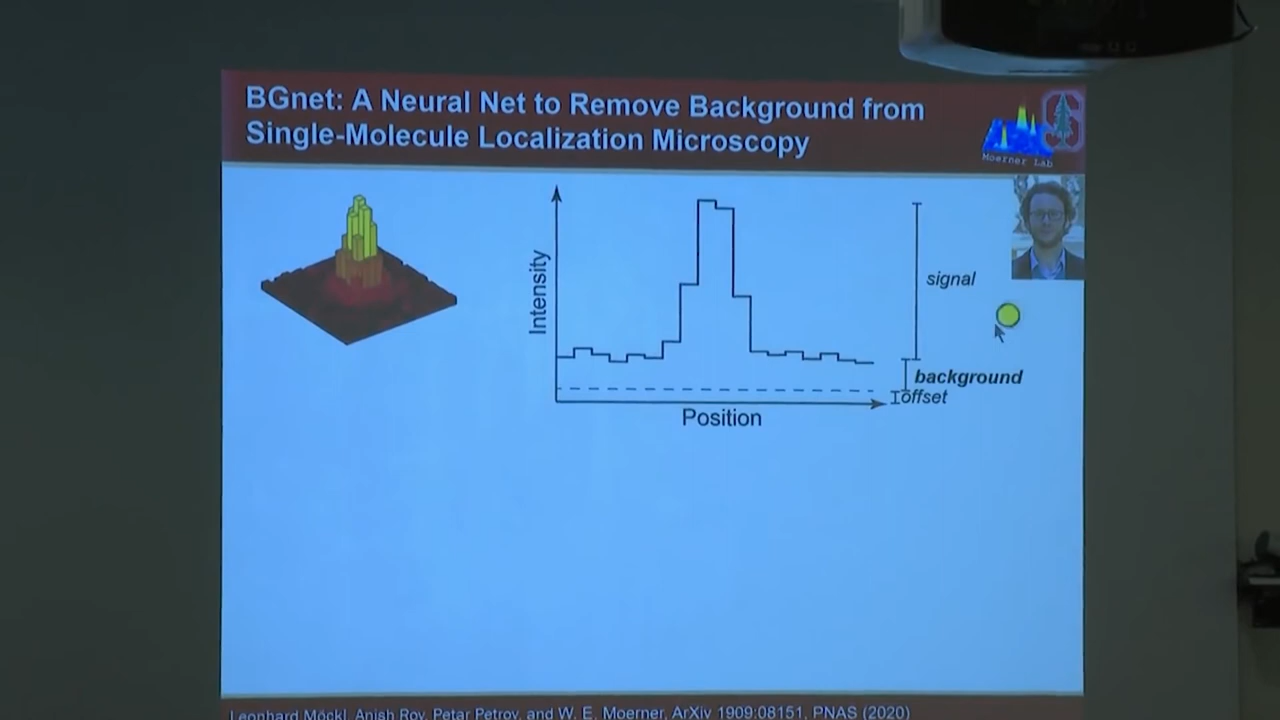 BGnet: A Neural Net to Remove Background from
Single-Molecule Localization Microscopy
Moerner Lab
Intensity
signal
background
offset
Position
Leonhard Möckl, Anish Roy, Petar Petrov, and W. E. Moerner, ArXiv 1909:08151, PNAS (2020)